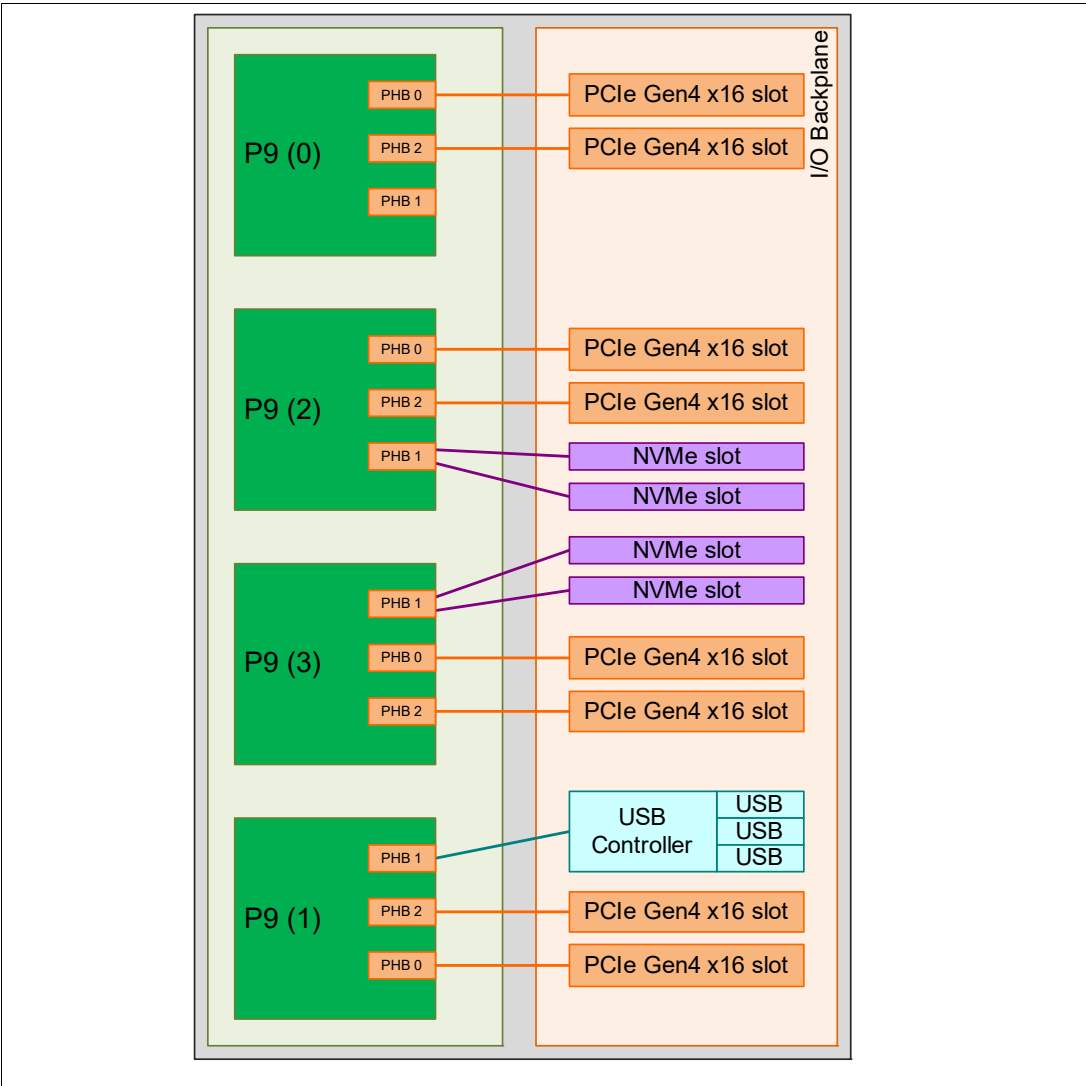 I/O Backplane
P9 (0)
PHB 0
PCIe Gen4 x16 slot
PHB 2
PCIe Gen4 x16 slot
PHB 1
P9 (2)
PHB 0
PCIe Gen4 x16 slot
PHB 2
PCIe Gen4 x16 slot
PHB 1
NVMe slot
NVMe slot
P9 (3)
PHB 1
NVMe slot
NVMe slot
PHB 0
PCIe Gen4 x16 slot
PHB 2
PCIe Gen4 x16 slot
P9 (1)
PHB 1
USB
Controller
USB
USB
USB
PHB 2
PCIe Gen4 x16 slot
PHB 0
PCIe Gen4 x16 slot